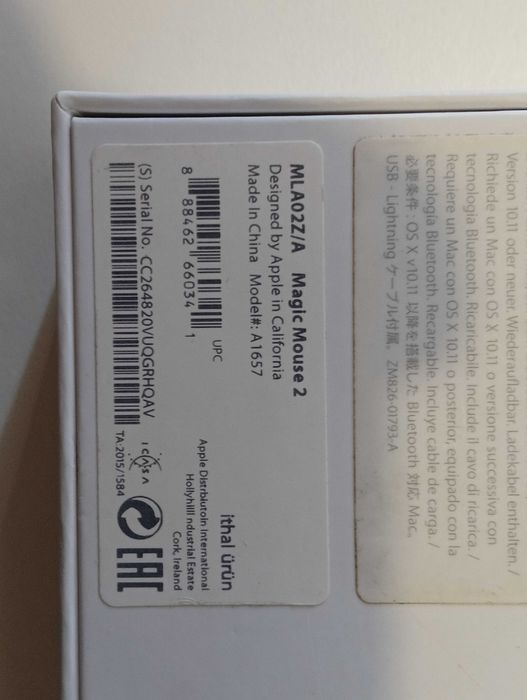 Version 10.11 oder neuer. Wiederaufladbar. Ladekabel enthalten. /
Richiede un Mac con OS X 10.11 o versione successiva con
tecnologia Bluetooth. Ricaricabile. Include il cavo di ricarica. /
Requiere un Mac con OS X 10.11 o posterior, equipado con la
tecnología Bluetooth. Recargable. Incluye cable de carga. /
必要条件：OS X v10.11 以降を搭載した Bluetooth 対応 Mac。
USB - Lightning ケーブル付属。 ZM826-01793-A
MLA02Z/A Magic Mouse 2
Designed by Apple in California
Made in China Model#: A1657
UPC
8 88462 66034 1
(S) Serial No. CC264820VUQGRHQAV
ithal ürün
Apple Distrbiutoin International
Hollyhilll ndustrial Estate
Cork, Ireland
ICASA
TA:2015/1584
EAC